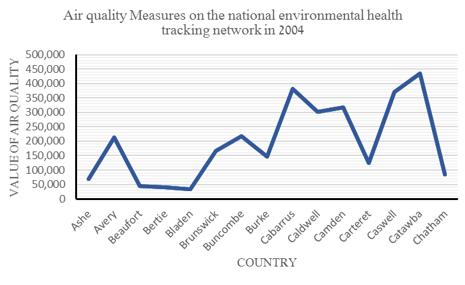 Air quality Measures on the national environmental health
tracking network in 2004
VALUE OF AIR QUALITY
500,000
450,000
400,000
350,000
300,000
250,000
200,000
150,000
100,000
50,000
0
Ashe
Avery
Beaufort
Bertie
Bladen
Brunswick
Buncombe
Burke
Cabarrus
Caldwell
Camden
Carteret
Caswell
Catawba
Chatham
COUNTRY